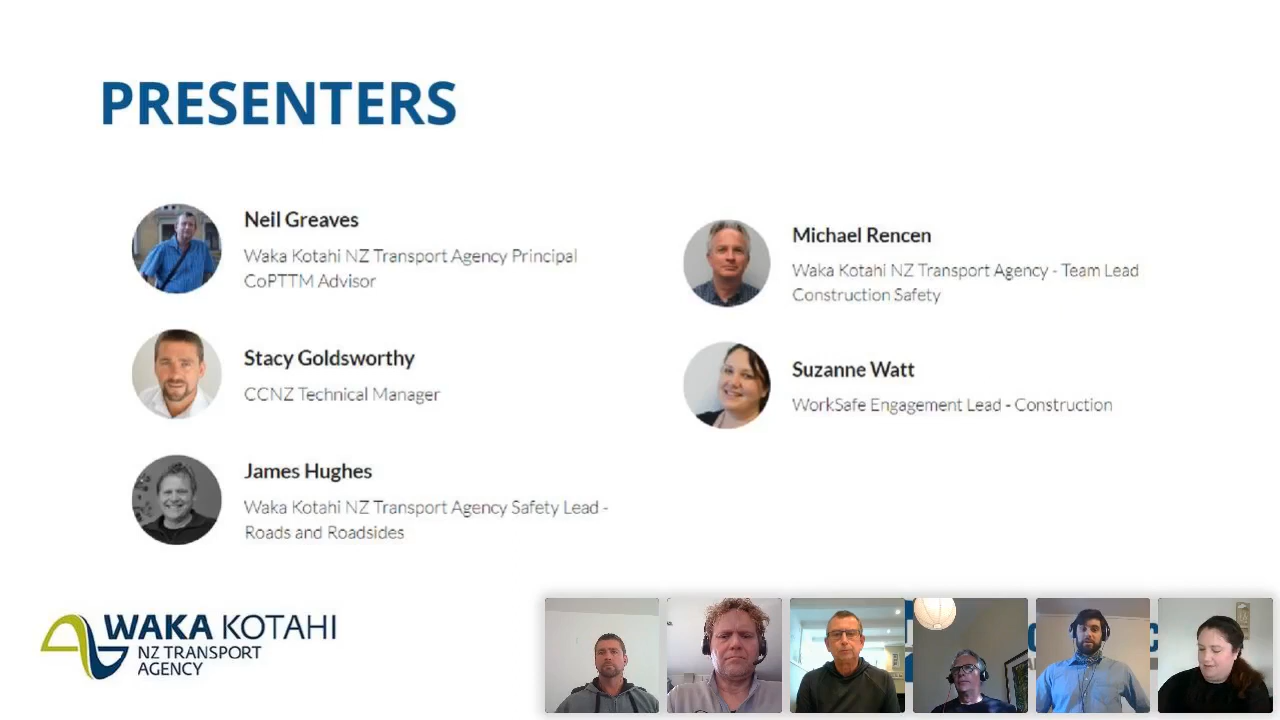 PRESENTERS
Neil Greaves
Waka Kotahi NZ Transport Agency Principal
CoPTTM Advisor
Stacy Goldsworthy
CCNZ Technical Manager
James Hughes
Waka Kotahi NZ Transport Agency Safety Lead -
Roads and Roadsides
Michael Rencen
Waka Kotahi NZ Transport Agency - Team Lead
Construction Safety
Suzanne Watt
WorkSafe Engagement Lead - Construction
WAKA KOTAHI
NZ TRANSPORT
AGENCY